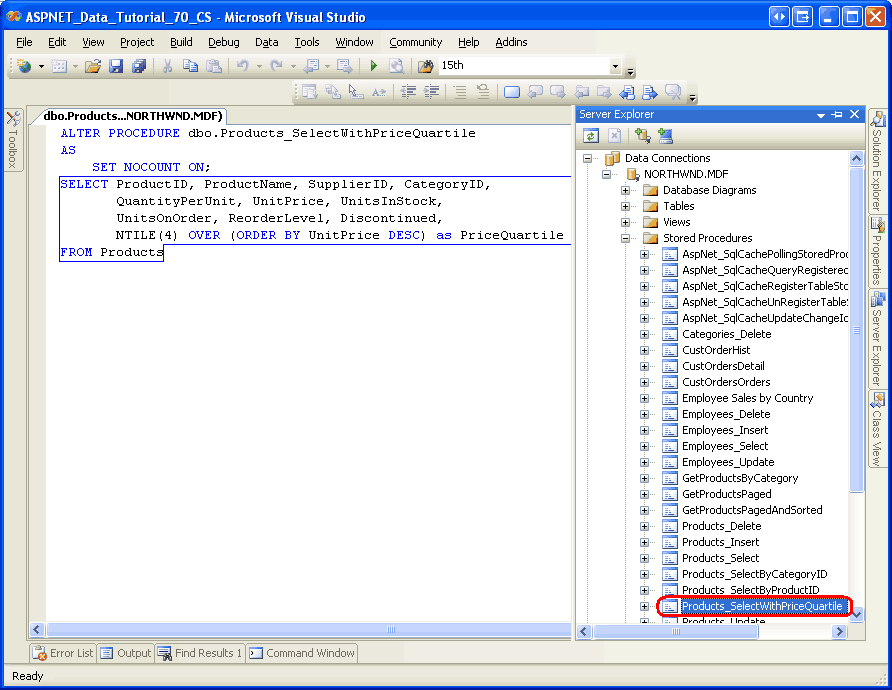 ASPNET_Data_Tutorial_70_CS - Microsoft Visual Studio
File Edit View Project Build Debug Data Tools Window Community Help Addins
15th
Toolbox
dbo.Products...NORTHWND.MDF)
ALTER PROCEDURE dbo.Products_SelectWithPriceQuartile
AS
SET NOCOUNT ON;
SELECT ProductID, ProductName, SupplierID, CategoryID,
QuantityPerUnit, UnitPrice, UnitsInStock,
UnitsOnOrder, ReorderLevel, Discontinued,
NTILE(4) OVER (ORDER BY UnitPrice DESC) as PriceQuartile
FROM Products
Server Explorer
Data Connections
NORTHWND.MDF
Database Diagrams
Tables
Views
Stored Procedures
AspNet_SqlCachePollingStoredProc
AspNet_SqlCacheQueryRegisterec
AspNet_SqlCacheRegisterTableSto
AspNet_SqlCacheUnRegisterTable
AspNet_SqlCacheUpdateChangeIc
Categories_Delete
CustOrderHist
CustOrdersDetail
CustOrdersOrders
Employee Sales by Country
Employees_Delete
Employees_Insert
Employees_Select
Employees_Update
GetProductsByCategory
GetProductsPaged
GetProductsPagedAndSorted
Products_Delete
Products_Insert
Products_Select
Products_SelectByCategoryID
Products_SelectByProductID
Products_SelectWithPriceQuartile
Products_Update
Solution Explorer
Properties
Server Explorer
Class View
Error List Output Find Results 1 Command Window
Ready